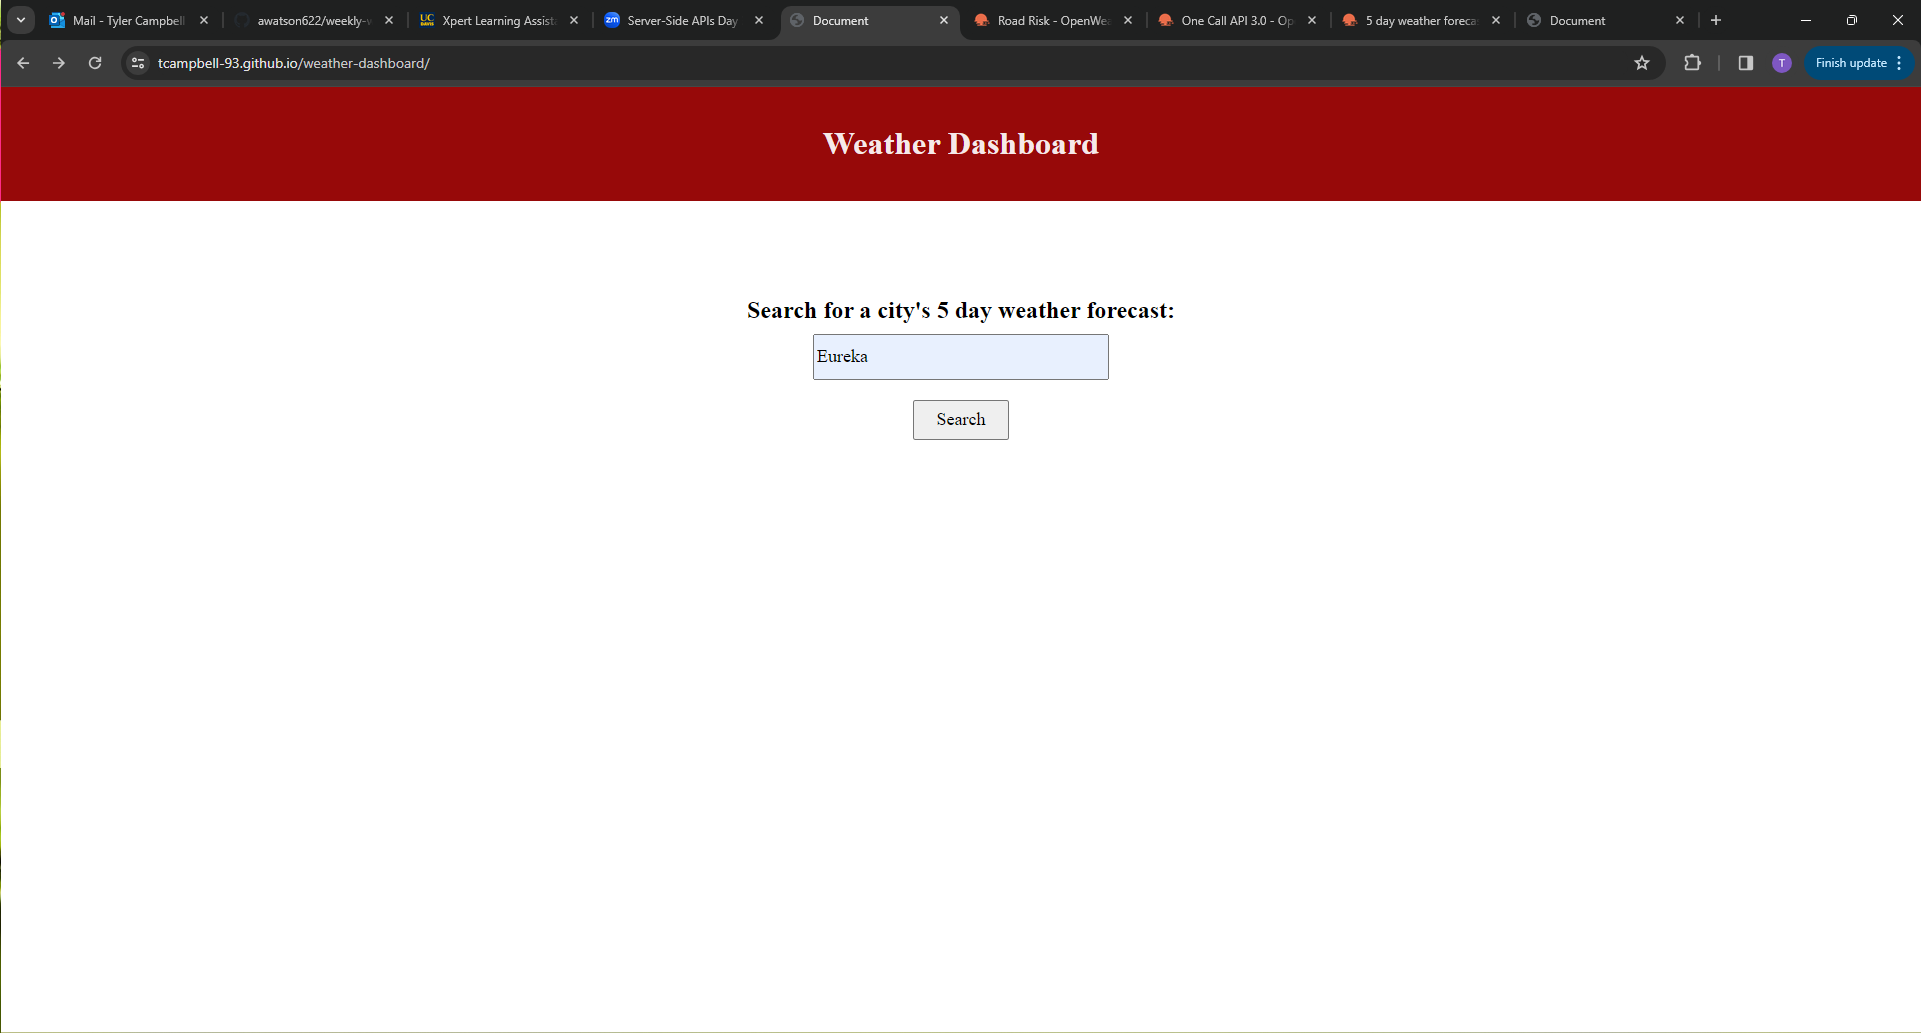 Mail - Tyler Campbell
awatson622/weekly-
Xpert Learning Assist
Server-Side APIs Day
Document
Road Risk - OpenWea
One Call API 3.0 - Op
5 day weather foreca
Document
tcampbell-93.github.io/weather-dashboard/
T
Finish update
Weather Dashboard
Search for a city's 5 day weather forecast:
Eureka
Search